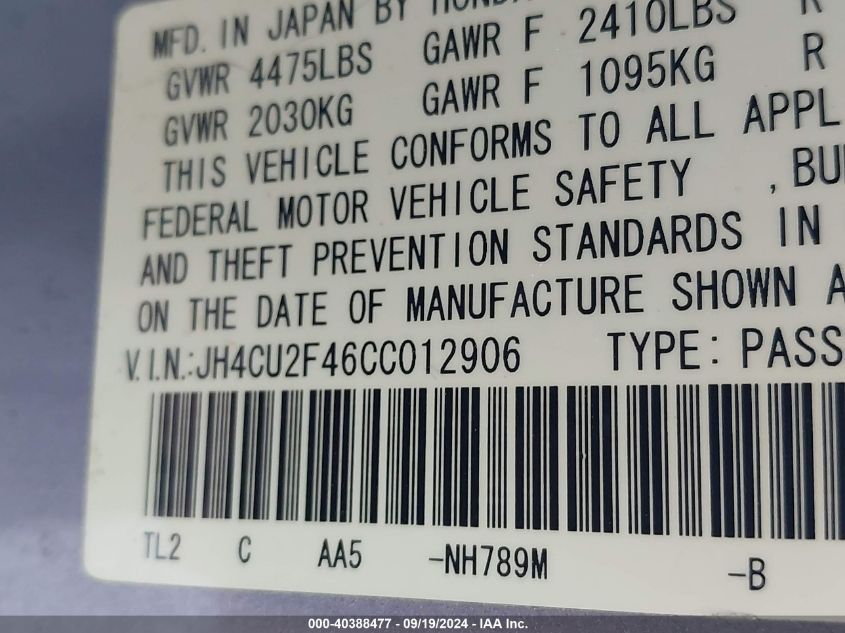 MFD. IN JAPAN BY HONDA
GVWR 4475LBS GAWR F 2410LBS R
GVWR 2030KG GAWR F 1095KG R
THIS VEHICLE CONFORMS TO ALL APPL
FEDERAL MOTOR VEHICLE SAFETY , BU
AND THEFT PREVENTION STANDARDS IN
ON THE DATE OF MANUFACTURE SHOWN A
V.I.N.:JH4CU2F46CC012906 TYPE: PASS
TL2 C AA5 -NH789M -B
000-40388477 - 09/19/2024 - IAA Inc.